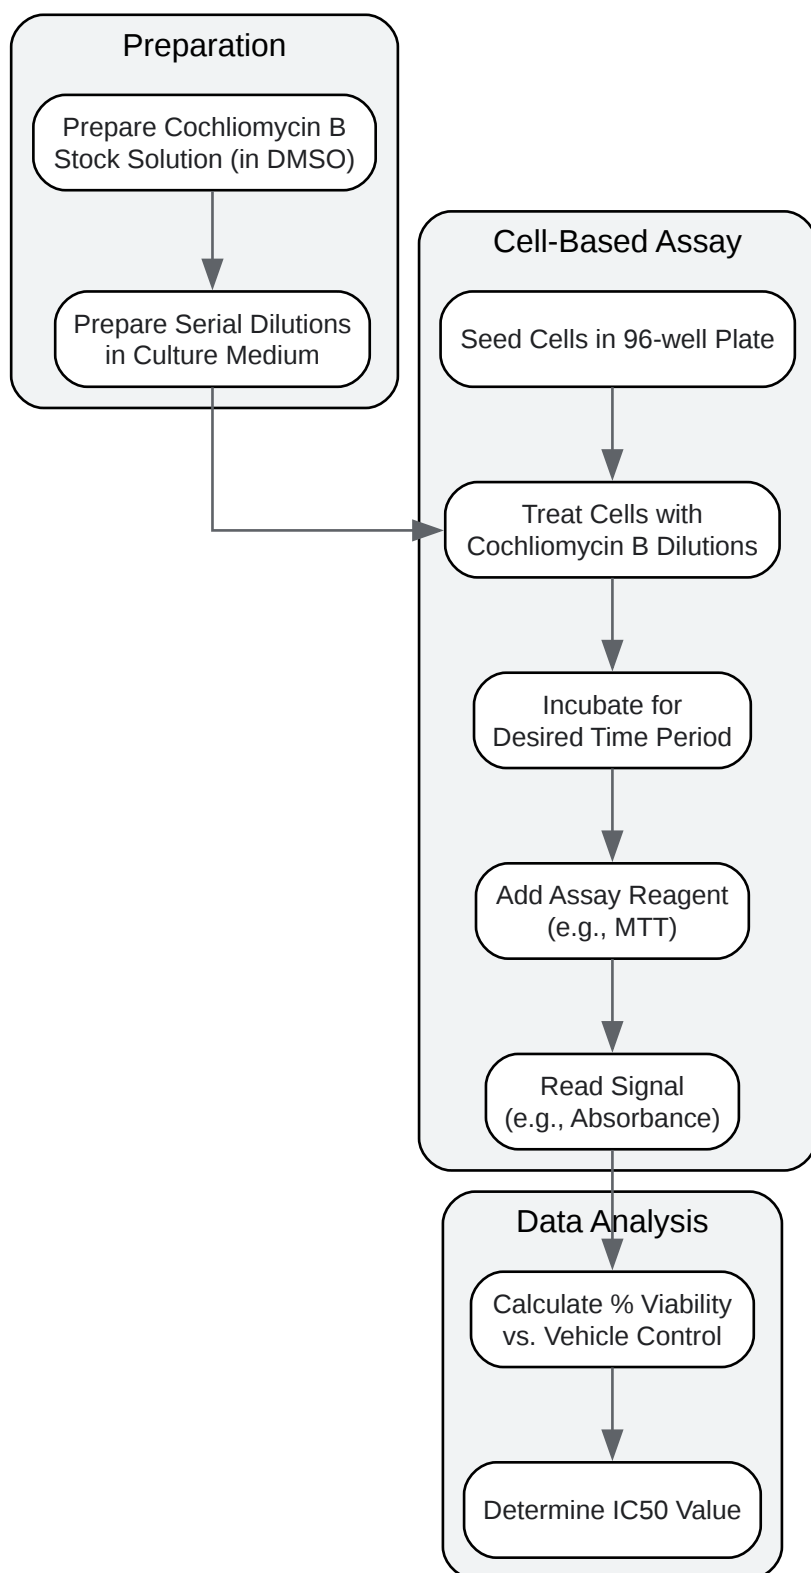 Preparation
Prepare Cochliomycin B
Stock Solution (in DMSO)
Prepare Serial Dilutions
in Culture Medium
Cell-Based Assay
Seed Cells in 96-well Plate
Treat Cells with
Cochliomycin B Dilutions
Incubate for
Desired Time Period
Add Assay Reagent
(e.g., MTT)
Read Signal
(e.g., Absorbance)
Data Analysis
Calculate % Viability
vs. Vehicle Control
Determine IC50 Value